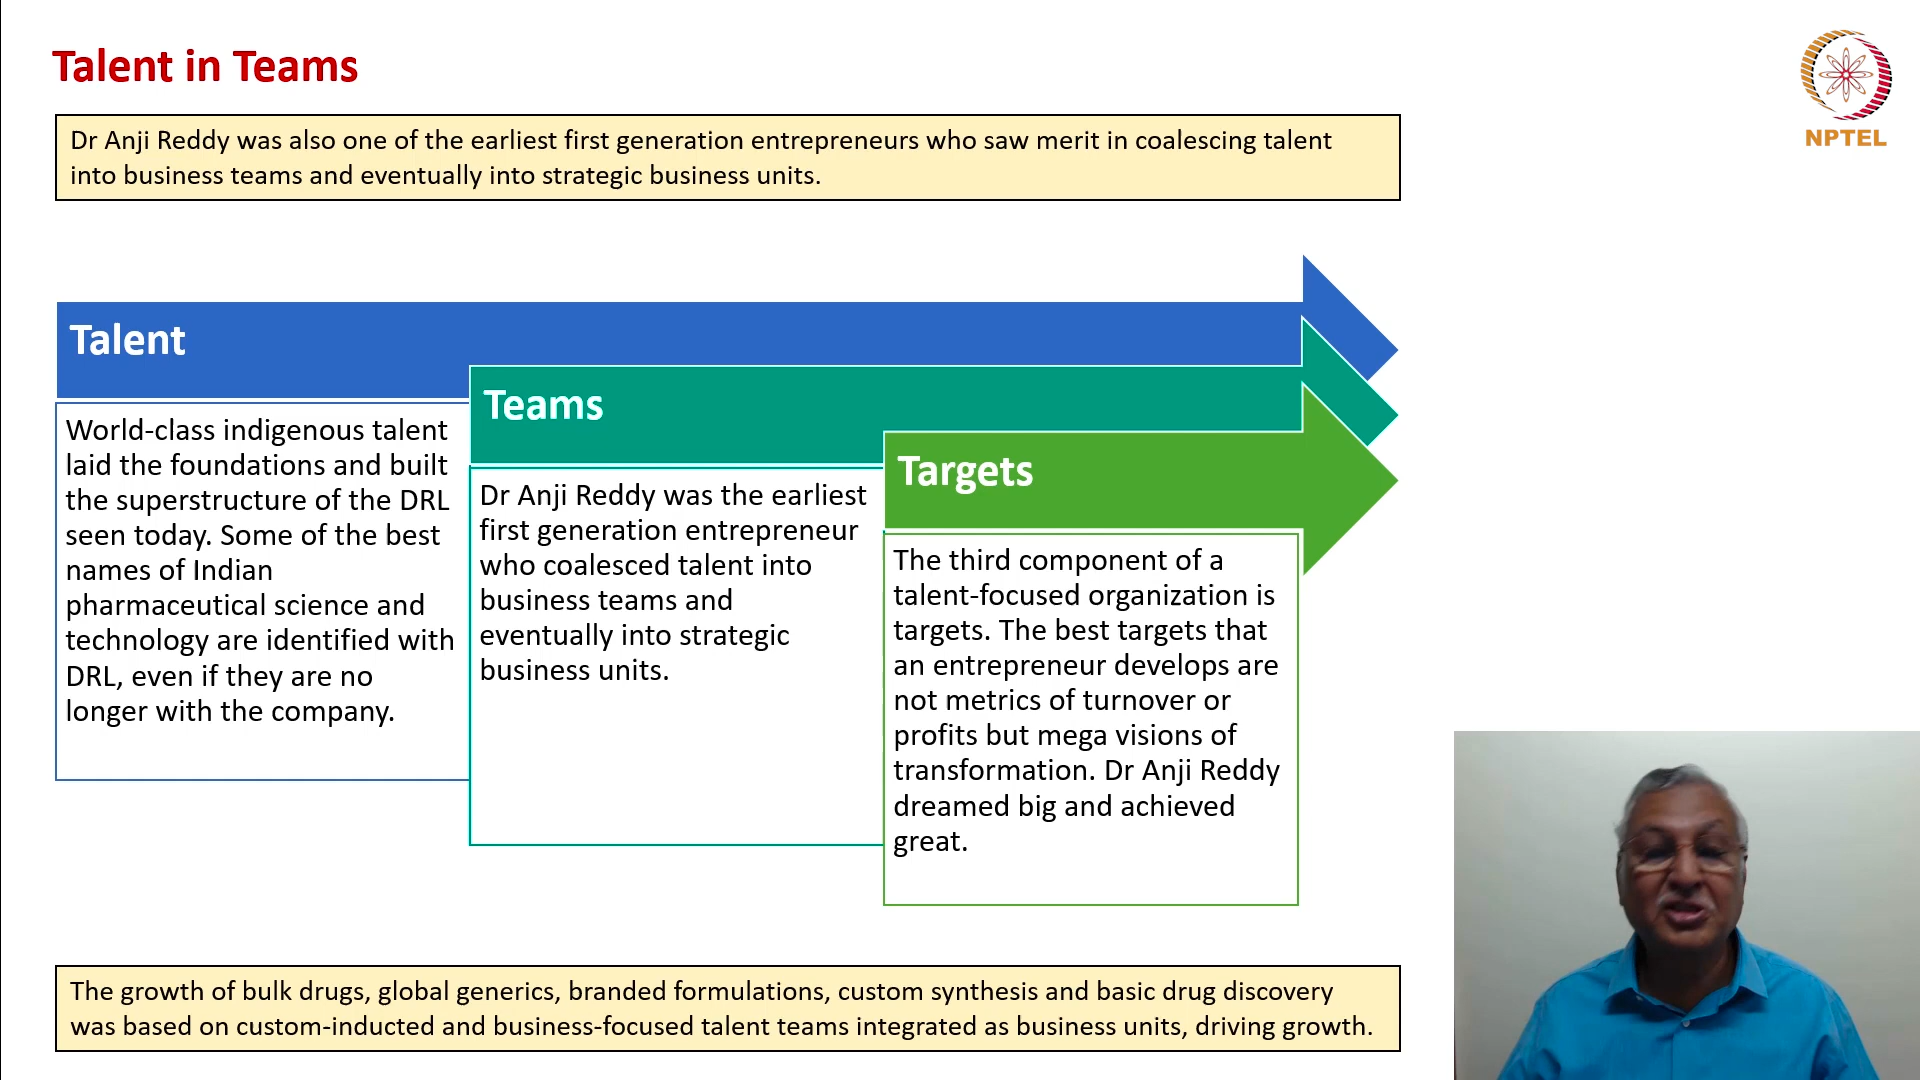 Talent in Teams
NPTEL
Dr Anji Reddy was also one of the earliest first generation entrepreneurs who saw merit in coalescing talent
into business teams and eventually into strategic business units.
Talent
World-class indigenous talent
laid the foundations and built
the superstructure of the DRL
seen today. Some of the best
names of Indian
pharmaceutical science and
technology are identified with
DRL, even if they are no
longer with the company.
Teams
Dr Anji Reddy was the earliest
first generation entrepreneur
who coalesced talent into
business teams and
eventually into strategic
business units.
Targets
The third component of a
talent-focused organization is
targets. The best targets that
an entrepreneur develops are
not metrics of turnover or
profits but mega visions of
transformation. Dr Anji Reddy
dreamed big and achieved
great.
The growth of bulk drugs, global generics, branded formulations, custom synthesis and basic drug discovery
was based on custom-inducted and business-focused talent teams integrated as business units, driving growth.